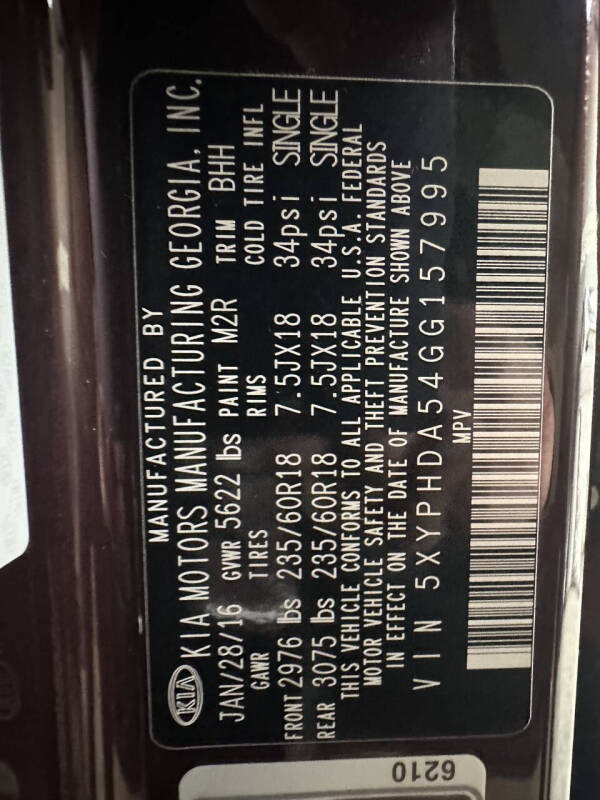 MANUFACTURED BY
KIA KIA MOTORS MANUFACTURING GEORGIA, INC.
JAN/28/16 GVWR 5622 lbs PAINT M2R TRIM BHH
GAWR TIRES RIMS COLD TIRE INFL
FRONT 2976 lbs 235/60R18 7.5JX18 34psi SINGLE
REAR 3075 lbs 235/60R18 7.5JX18 34psi SINGLE
THIS VEHICLE CONFORMS TO ALL APPLICABLE U.S.A. FEDERAL
MOTOR VEHICLE SAFETY AND THEFT PREVENTION STANDARDS
IN EFFECT ON THE DATE OF MANUFACTURE SHOWN ABOVE
VIN 5XYPHDA54GG157995
MPV
6210